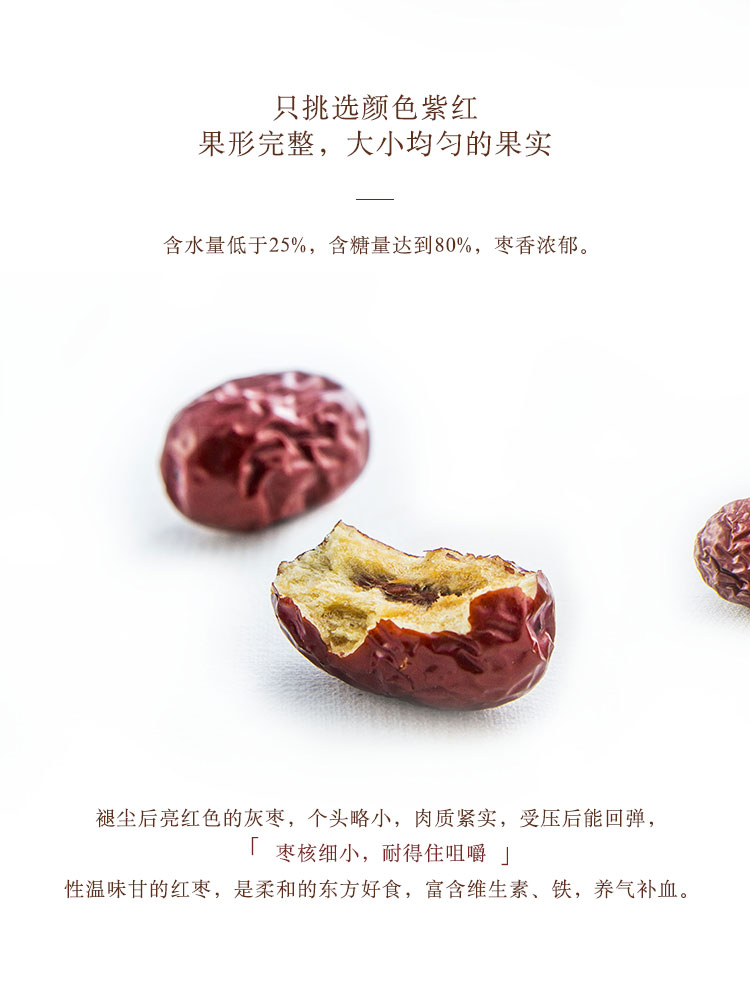 只挑选颜色紫红
果形完整，大小均匀的果实
含水量低于25%，含糖量达到80%，枣香浓郁。
褪尘后亮红色的灰枣，个头略小，肉质紧实，受压后能回弹，
「 枣核细小，耐得住咀嚼 」
性温味甘的红枣，是柔和的东方好食，富含维生素、铁，养气补血。